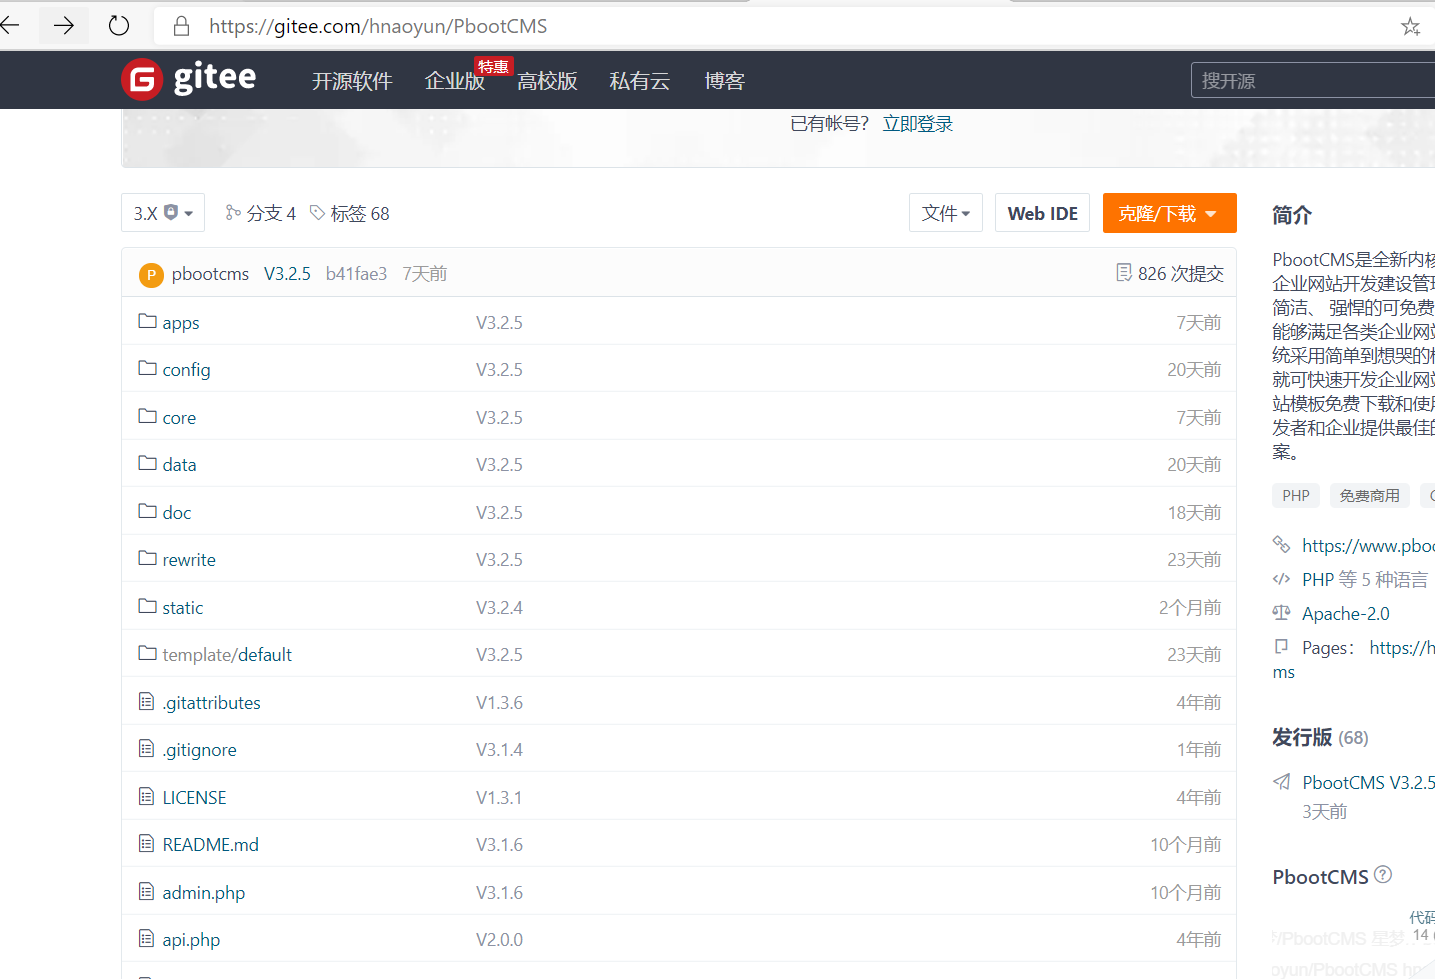 https://gitee.com/hnaoyun/PbootCMS
gitee 开源软件 企业版 特惠 高校版 私有云 博客 搜开源
已有帐号？ 立即登录
3.X 分支 4 标签 68 文件 Web IDE 克隆/下载
P pbootcms V3.2.5 b41fae3 7天前 826 次提交
apps V3.2.5 7天前
config V3.2.5 20天前
core V3.2.5 7天前
data V3.2.5 20天前
doc V3.2.5 18天前
rewrite V3.2.5 23天前
static V3.2.4 2个月前
template/default V3.2.5 23天前
.gitattributes V1.3.6 4年前
.gitignore V3.1.4 1年前
LICENSE V1.3.1 4年前
README.md V3.1.6 10个月前
admin.php V3.1.6 10个月前
api.php V2.0.0 4年前
简介
PbootCMS是全新内核
企业网站开发建设管理
简洁、 强悍的可免费
能够满足各类企业网站
统采用简单到想哭的模
就可快速开发企业网站
站模板免费下载和使用
发者和企业提供最佳的
案。
PHP 免费商用
https://www.pboo
PHP 等 5 种语言
Apache-2.0
Pages： https://h
ms
发行版 (68)
PbootCMS V3.2.5
3天前
PbootCMS
代码
14
/PbootCMS 星梦
oyun/PbootCMS